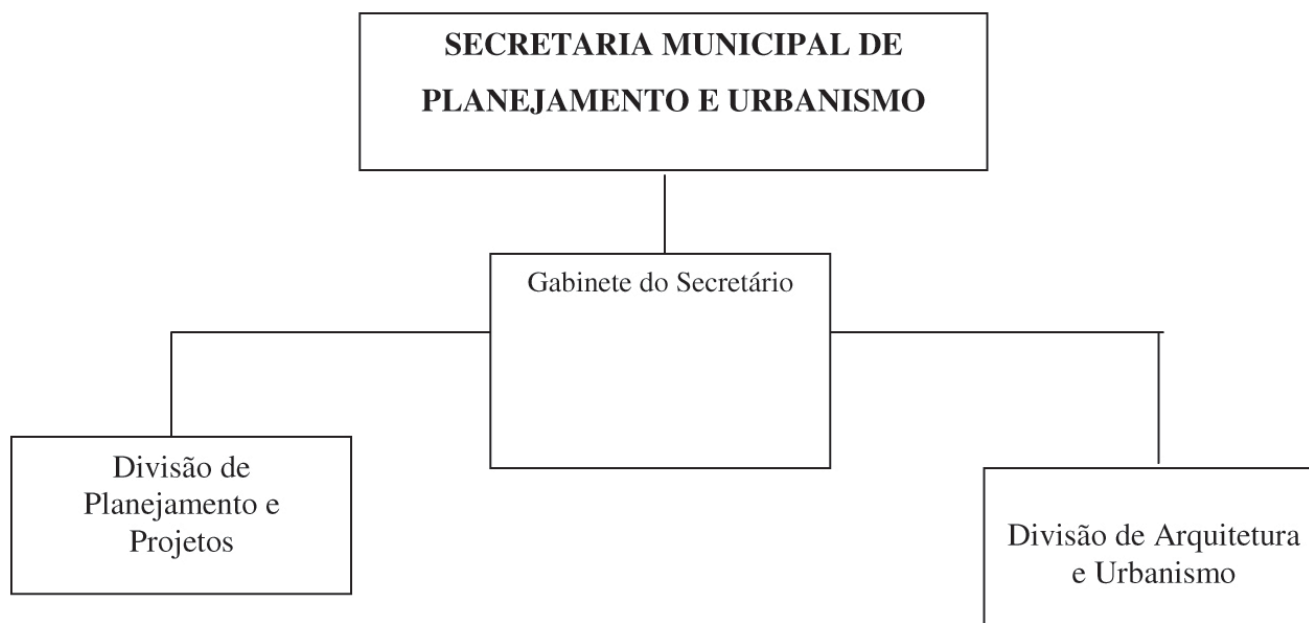 SECRETARIA MUNICIPAL DE
PLANEJAMENTO E URBANISMO
Gabinete do Secretário
Divisão de
Planejamento e
Projetos
Divisão de Arquitetura
e Urbanismo